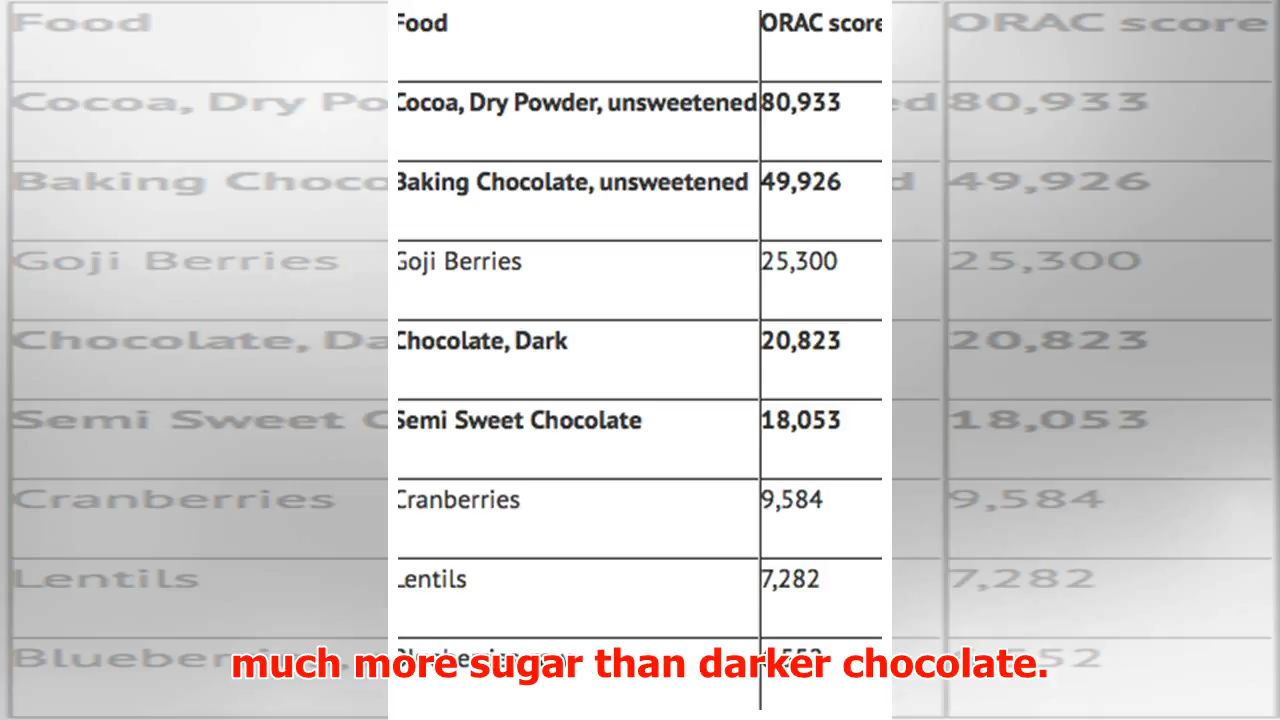 Food ORAC score
Cocoa, Dry Powder, unsweetened 80,933
Baking Chocolate, unsweetened 49,926
Goji Berries 25,300
Chocolate, Dark 20,823
Semi Sweet Chocolate 18,053
Cranberries 9,584
Lentils 7,282
much more sugar than darker chocolate.